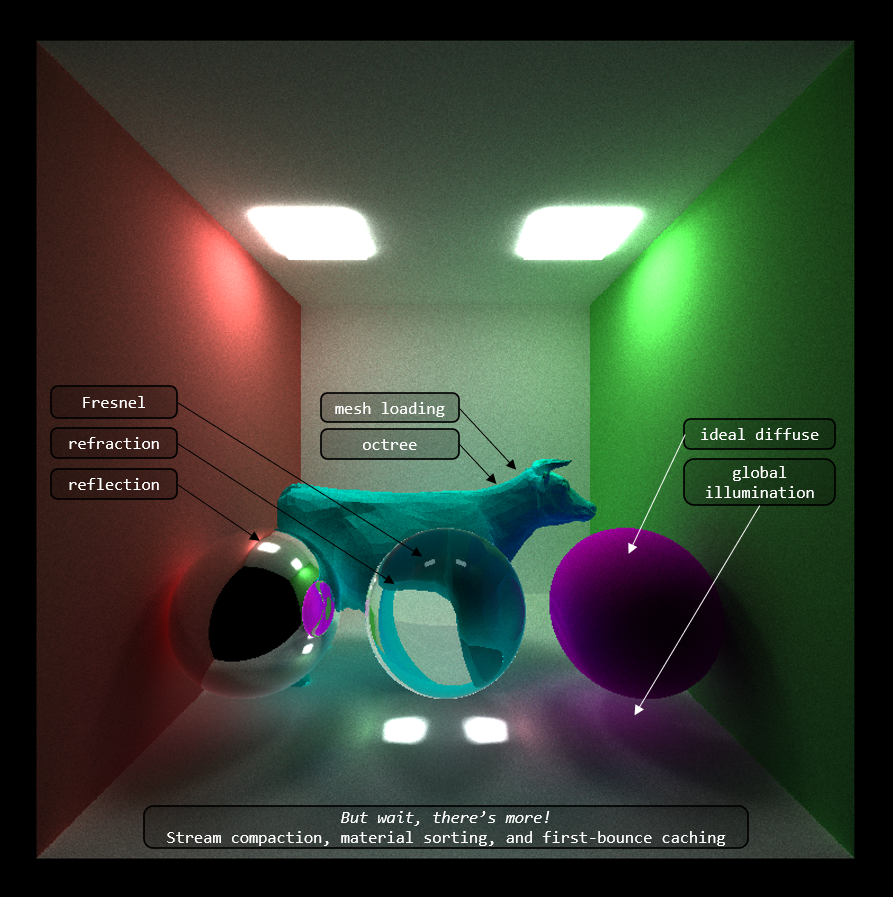 Fresnel
refraction
reflection
mesh loading
octree
ideal diffuse
global
illumination
But wait, there's more!
Stream compaction, material sorting, and first-bounce caching